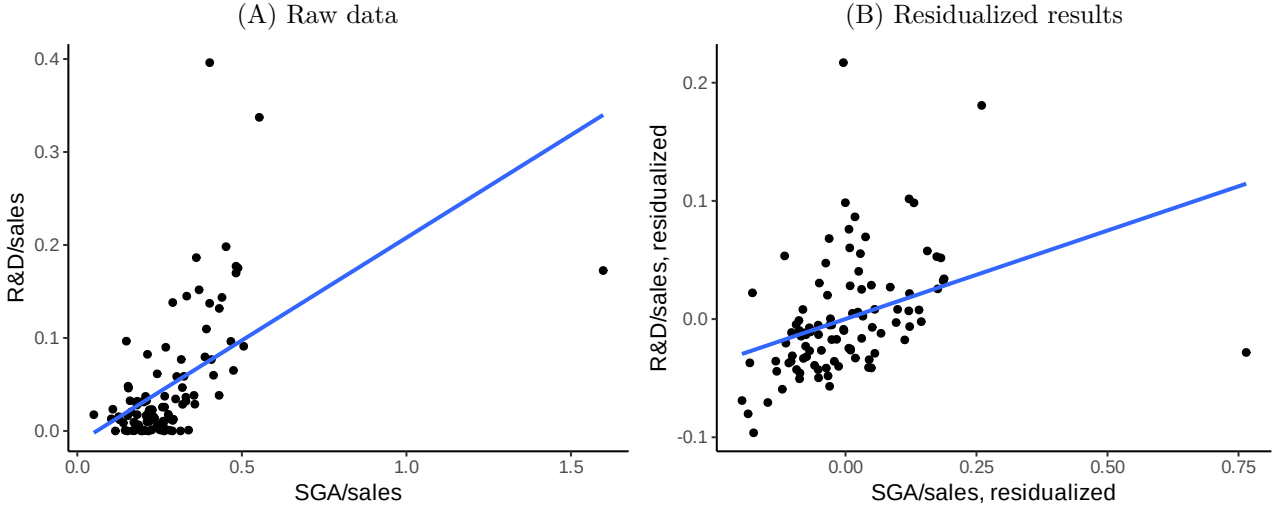 (A) Raw data
R&D/sales
0.4
0.3
0.2
0.1
0.0
0.0
0.5
1.0
1.5
SGA/sales
(B) Residualized results
R&D/sales, residualized
0.2
0.1
0.0
-0.1
0.00
0.25
0.50
0.75
SGA/sales, residualized